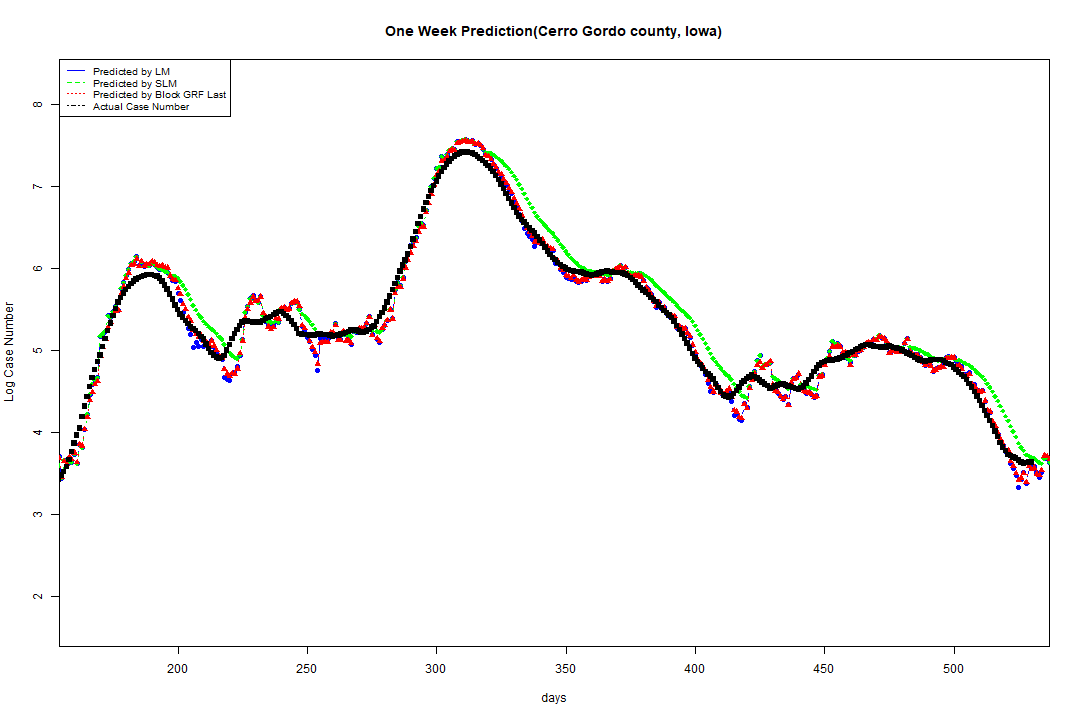 One Week Prediction(Cerro Gordo county, Iowa)
Predicted by LM
Predicted by SLM
Predicted by Block GRF Last
Actual Case Number
8
7
6
5
4
3
2
Log Case Number
200 250 300 350 400 450 500
days